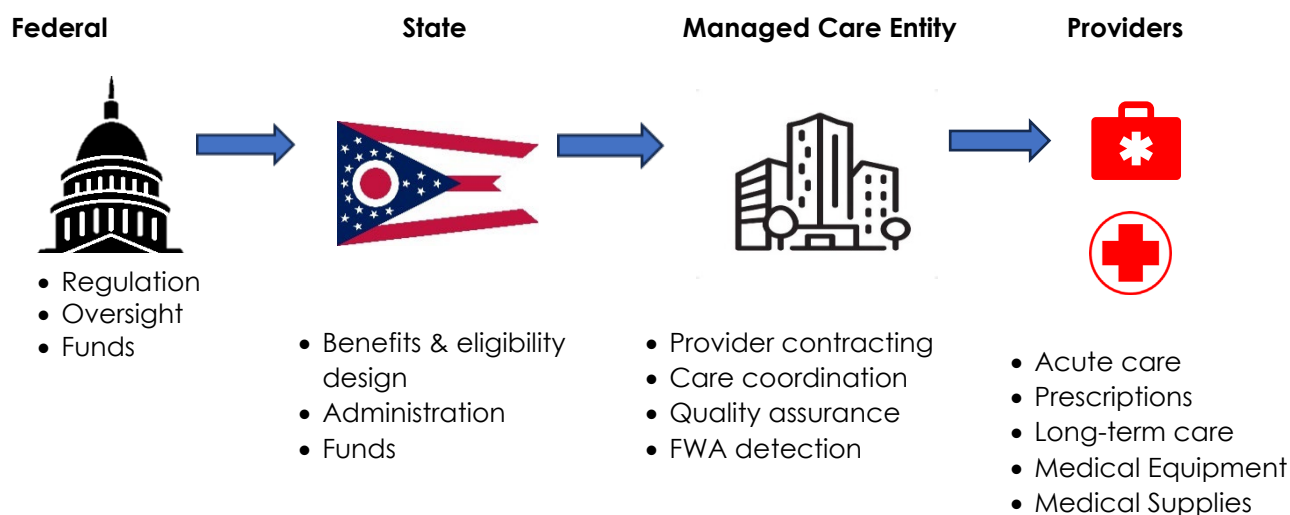 Federal
State
Managed Care Entity
Providers
• Regulation
• Oversight
• Funds
• Benefits & eligibility
design
• Administration
• Funds
• Provider contracting
• Care coordination
• Quality assurance
• FWA detection
• Acute care
• Prescriptions
• Long-term care
• Medical Equipment
• Medical Supplies